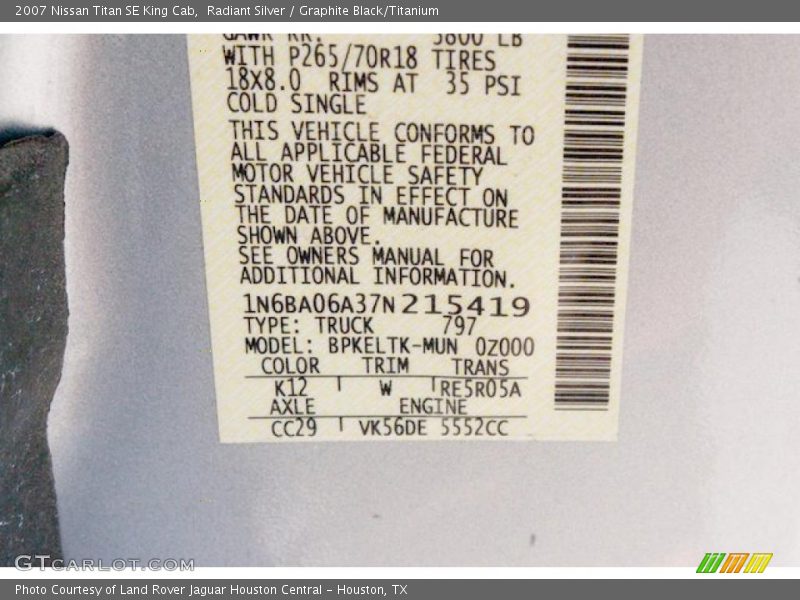 2007 Nissan Titan SE King Cab, Radiant Silver / Graphite Black/Titanium
GAWR RR: 3800 LB
WITH P265/70R18 TIRES
18X8.0 RIMS AT 35 PSI
COLD SINGLE
THIS VEHICLE CONFORMS TO
ALL APPLICABLE FEDERAL
MOTOR VEHICLE SAFETY
STANDARDS IN EFFECT ON
THE DATE OF MANUFACTURE
SHOWN ABOVE.
SEE OWNERS MANUAL FOR
ADDITIONAL INFORMATION.
1N6BA06A37N215419
TYPE: TRUCK 797
MODEL: BPKELTK-MUN 0Z000
COLOR TRIM TRANS
K12 W RE5R05A
AXLE ENGINE
CC29 VK56DE 5552CC
GTCARLOT.COM
Photo Courtesy of Land Rover Jaguar Houston Central - Houston, TX